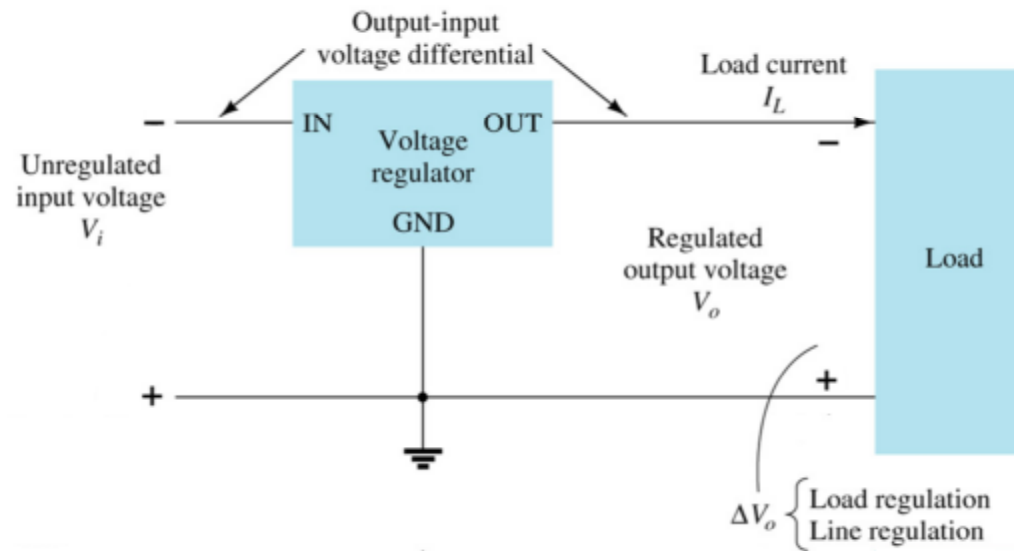 Output-input
voltage differential
Load current
I_L
− IN OUT
−
Voltage
regulator
Unregulated
input voltage
V_i
GND
Regulated
output voltage
V_o
Load
+
+
ΔV_o { Load regulation
Line regulation